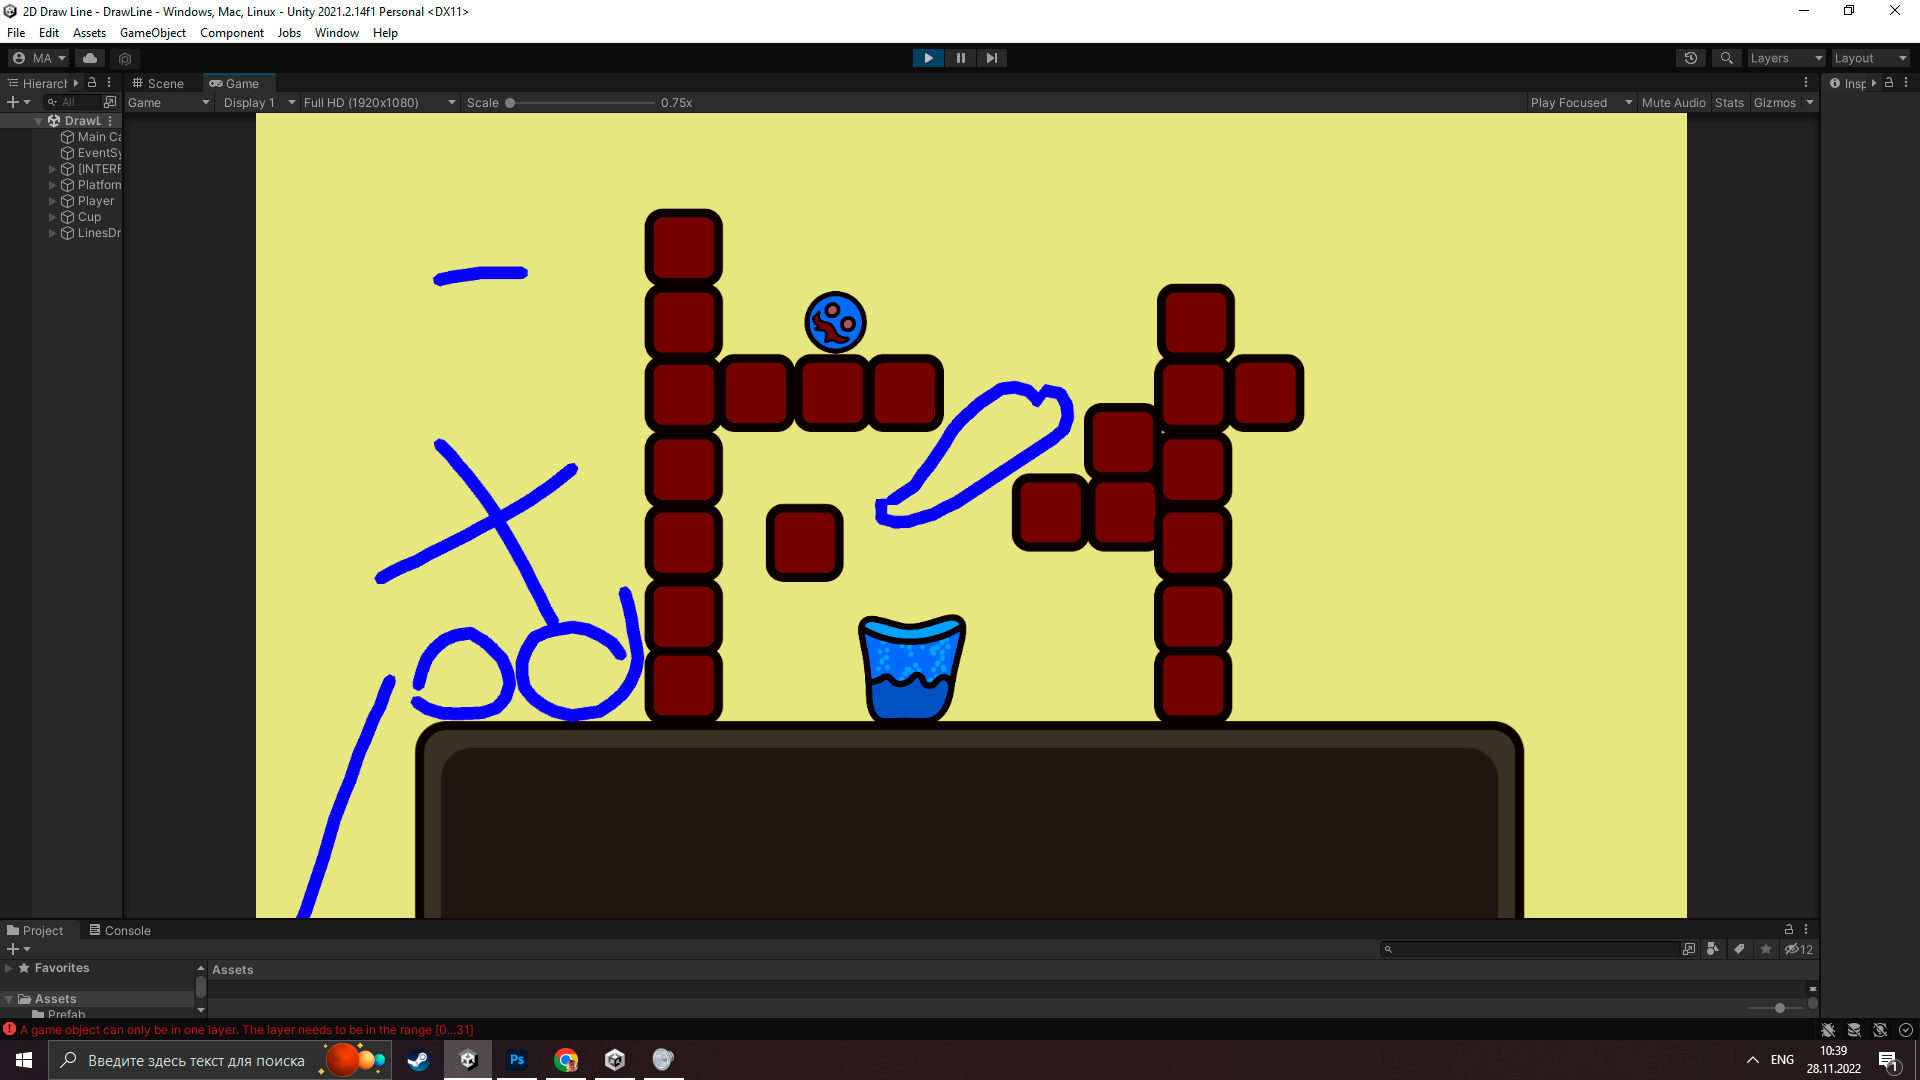 2D Draw Line - DrawLine - Windows, Mac, Linux - Unity 2021.2.14f1 Personal <DX11>
File Edit Assets GameObject Component Jobs Window Help
MA Layers Layout
Hierarch Scene Game Insp
All Game Display 1 Full HD (1920x1080) Scale 0.75x Play Focused Mute Audio Stats Gizmos
DrawL
Main Ca
EventSy
[INTERF
Platform
Player
Cup
LinesDr
Project Console
12
Favorites Assets
Assets
Prefab
A game object can only be in one layer. The layer needs to be in the range [0...31]
Введите здесь текст для поиска Ps ENG 10:39
28.11.2022 1